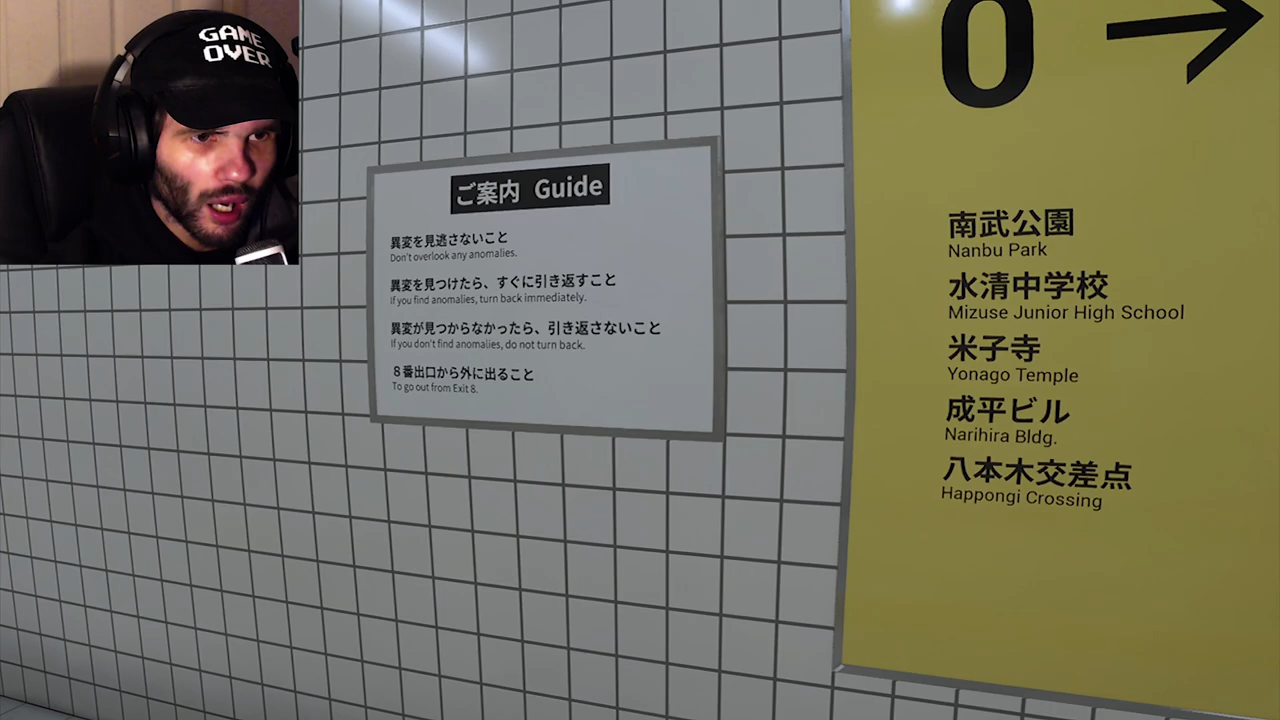 GAME
OVER
ご案内 Guide
異変を見逃さないこと
Don't overlook any anomalies.
異変を見つけたら、すぐに引き返すこと
If you find anomalies, turn back immediately.
異変が見つからなかったら、引き返さないこと
If you don't find anomalies, do not turn back.
8番出口から外に出ること
To go out from Exit 8.
0 →
南武公園
Nanbu Park
水清中学校
Mizuse Junior High School
米子寺
Yonago Temple
成平ビル
Narihira Bldg.
八本木交差点
Happongi Crossing